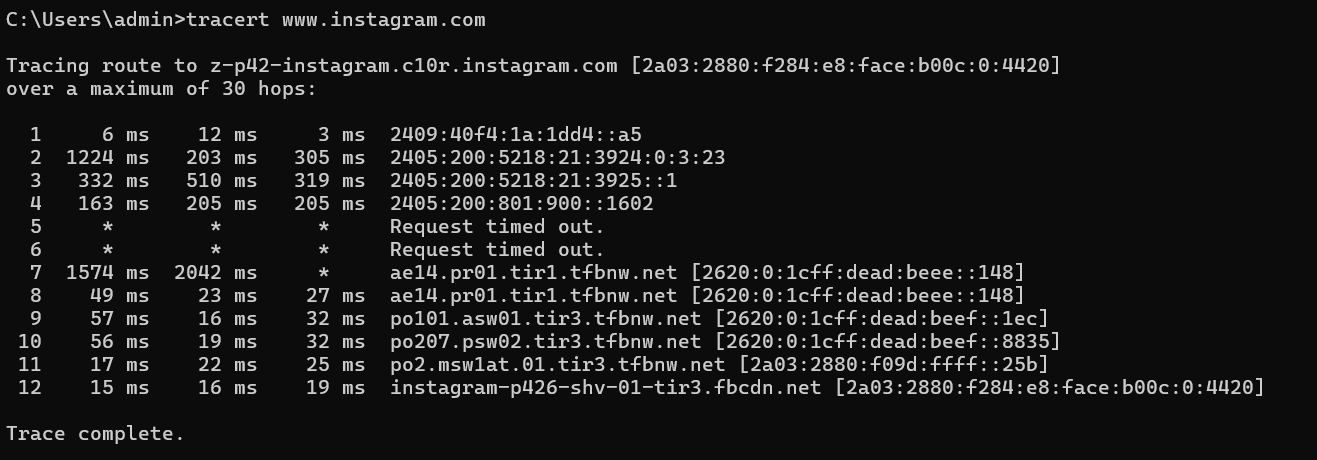 C:\Users\admin>tracert www.instagram.com
Tracing route to z-p42-instagram.c10r.instagram.com [2a03:2880:f284:e8:face:b00c:0:4420]
over a maximum of 30 hops:
  1     6 ms    12 ms     3 ms  2409:40f4:1a:1dd4::a5
  2  1224 ms   203 ms   305 ms  2405:200:5218:21:3924:0:3:23
  3   332 ms   510 ms   319 ms  2405:200:5218:21:3925::1
  4   163 ms   205 ms   205 ms  2405:200:801:900::1602
  5     *        *        *     Request timed out.
  6     *        *        *     Request timed out.
  7  1574 ms  2042 ms     *     ae14.pr01.tir1.tfbnw.net [2620:0:1cff:dead:beee::148]
  8    49 ms    23 ms    27 ms  ae14.pr01.tir1.tfbnw.net [2620:0:1cff:dead:beee::148]
  9    57 ms    16 ms    32 ms  po101.asw01.tir3.tfbnw.net [2620:0:1cff:dead:beef::1ec]
 10    56 ms    19 ms    32 ms  po207.psw02.tir3.tfbnw.net [2620:0:1cff:dead:beef::8835]
 11    17 ms    22 ms    25 ms  po2.msw1at.01.tir3.tfbnw.net [2a03:2880:f09d:ffff::25b]
 12    15 ms    16 ms    19 ms  instagram-p426-shv-01-tir3.fbcdn.net [2a03:2880:f284:e8:face:b00c:0:4420]
Trace complete.